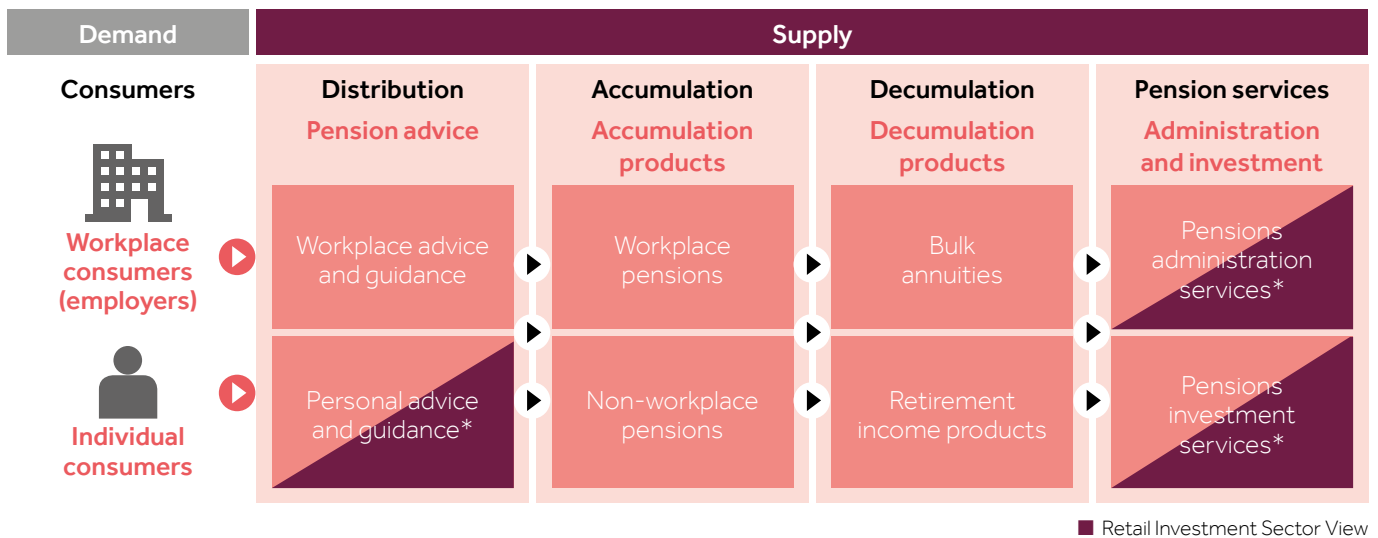 Demand
Supply
Consumers
Distribution
Accumulation
Decumulation
Pension services
Pension advice
Accumulation
products
Decumulation
products
Administration
and investment
Workplace
consumers
(employers)
Workplace advice
and guidance
Workplace
pensions
Bulk
annuities
Pensions
administration
services*
Individual
consumers
Personal advice
and guidance*
Non-workplace
pensions
Retirement
income products
Pensions
investment
services*
Retail Investment Sector View